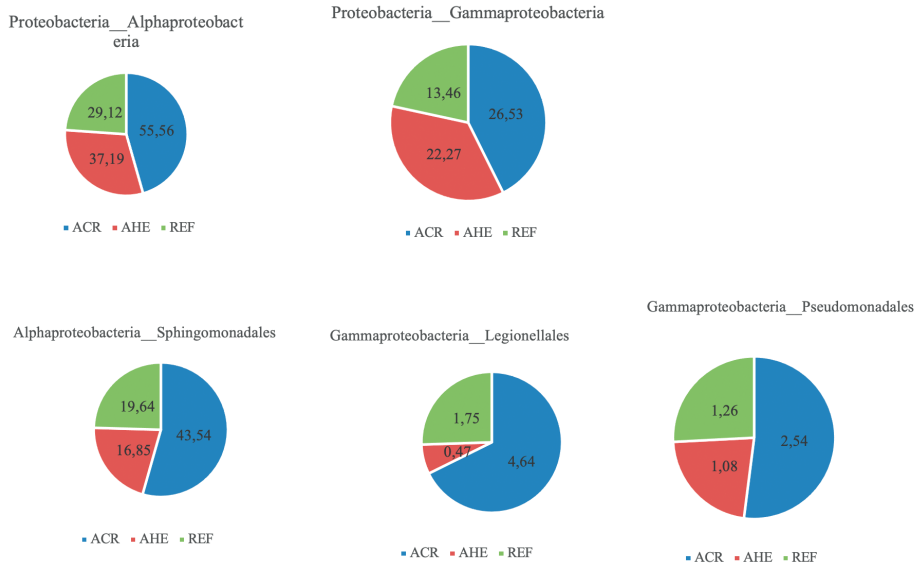 Proteobacteria__Alphaproteobact
eria
29,12
55,56
37,19
ACR AHE REF
Proteobacteria__Gammaproteobacteria
13,46
26,53
22,27
ACR AHE REF
Alphaproteobacteria__Sphingomonadales
19,64
43,54
16,85
ACR AHE REF
Gammaproteobacteria__Legionellales
1,75
0,47
4,64
ACR AHE REF
Gammaproteobacteria__Pseudomonadales
1,26
2,54
1,08
ACR AHE REF